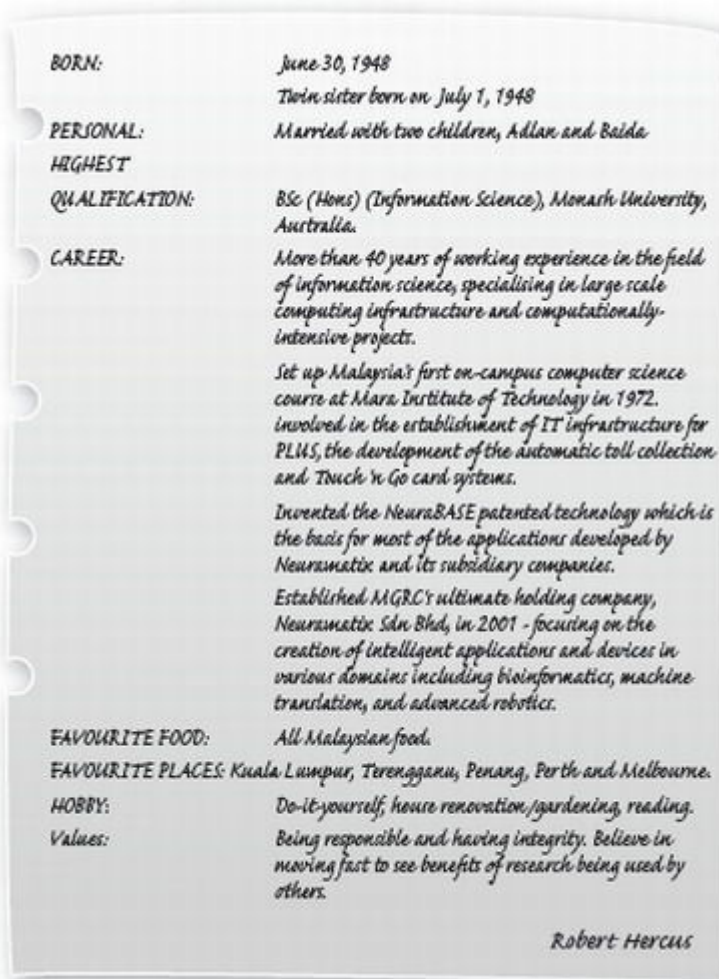 BORN: June 30, 1948
Twin sister born on July 1, 1948
PERSONAL: Married with two children, Adlan and Baida
HIGHEST
QUALIFICATION: BSc (Hons) (Information Science), Monash University,
Australia.
CAREER: More than 40 years of working experience in the field
of information science, specialising in large scale
computing infrastructure and computationally-
intensive projects.
Set up Malaysia's first on-campus computer science
course at Mara Institute of Technology in 1972.
involved in the establishment of IT infrastructure for
PLUS, the development of the automatic toll collection
and Touch 'n Go card systems.
Invented the NeuraBASE patented technology which is
the basis for most of the applications developed by
Neuramatix and its subsidiary companies.
Established MGRC's ultimate holding company,
Neuramatix Sdn Bhd, in 2001 - focusing on the
creation of intelligent applications and devices in
various domains including bioinformatics, machine
translation, and advanced robotics.
FAVOURITE FOOD: All Malaysian food.
FAVOURITE PLACES: Kuala Lumpur, Terengganu, Penang, Perth and Melbourne.
HOBBY: Do-it-yourself, house renovation/gardening, reading.
Values: Being responsible and having integrity. Believe in
moving fast to see benefits of research being used by
others.
Robert Hercus